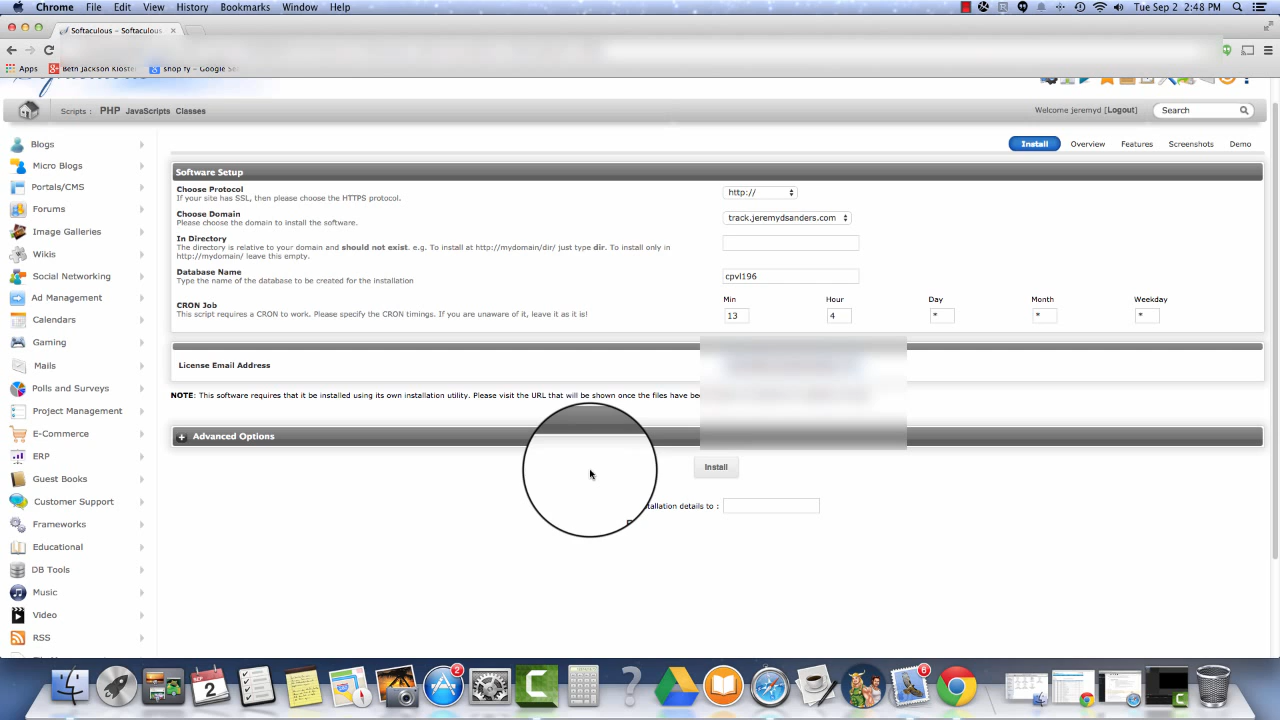 Chrome File Edit View History Bookmarks Window Help Tue Sep 2 2:48 PM
Softaculous - Softaculous
Apps Beth Jackson Kloster
Scripts : PHP JavaScripts Classes Welcome jeremyd [Logout] Search
Install Overview Features Screenshots Demo
Blogs
Micro Blogs
Portals/CMS
Forums
Image Galleries
Wikis
Social Networking
Ad Management
Calendars
Gaming
Mails
Polls and Surveys
Project Management
E-Commerce
ERP
Guest Books
Customer Support
Frameworks
Educational
DB Tools
Music
Video
RSS
Software Setup
Choose Protocol
If your site has SSL, then please choose the HTTPS protocol.
http://
Choose Domain
Please choose the domain to install the software.
track.jeremydsanders.com
In Directory
The directory is relative to your domain and should not exist. e.g. To install at http://mydomain/dir/ just type dir. To install only in
http://mydomain/ leave this empty.
Database Name
Type the name of the database to be created for the installation
cpvl196
CRON Job
This script requires a CRON to work. Please specify the CRON timings. If you are unaware of it, leave it as it is!
Min Hour Day Month Weekday
13 4 * * *
License Email Address
NOTE: This software requires that it be installed using its own installation utility. Please visit the URL that will be shown once the files have
Advanced Options
Install
tallation details to :
2
2
6